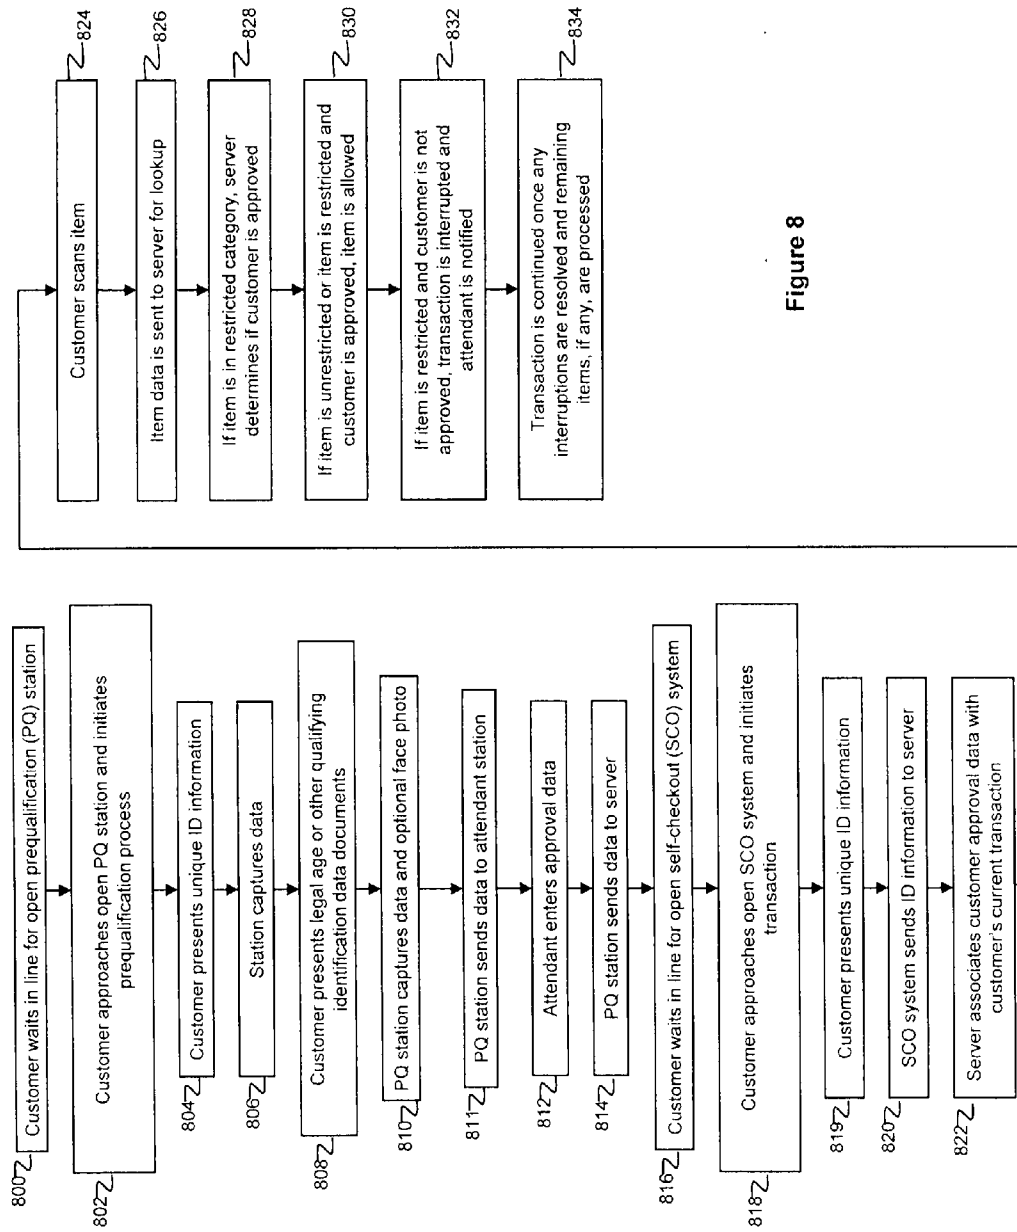 800
Customer waits in line for open prequalification (PQ) station
802
Customer approaches open PQ station and initiates
prequalification process
804
Customer presents unique ID information
806
Station captures data
808
Customer presents legal age or other qualifying
identification data documents
810
PQ station captures data and optional face photo
811
PQ station sends data to attendant station
812
Attendant enters approval data
814
PQ station sends data to server
816
Customer waits in line for open self-checkout (SCO) system
818
Customer approaches open SCO system and initiates
transaction
819
Customer presents unique ID information
820
SCO system sends ID information to server
822
Server associates customer approval data with
customer's current transaction
Customer scans item
824
Item data is sent to server for lookup
826
If item is in restricted category, server
determines if customer is approved
828
If item is unrestricted or item is restricted and
customer is approved, item is allowed
830
If item is restricted and customer is not
approved, transaction is interrupted and
attendant is notified
832
Transaction is continued once any
interruptions are resolved and remaining
items, if any, are processed
834
Figure 8